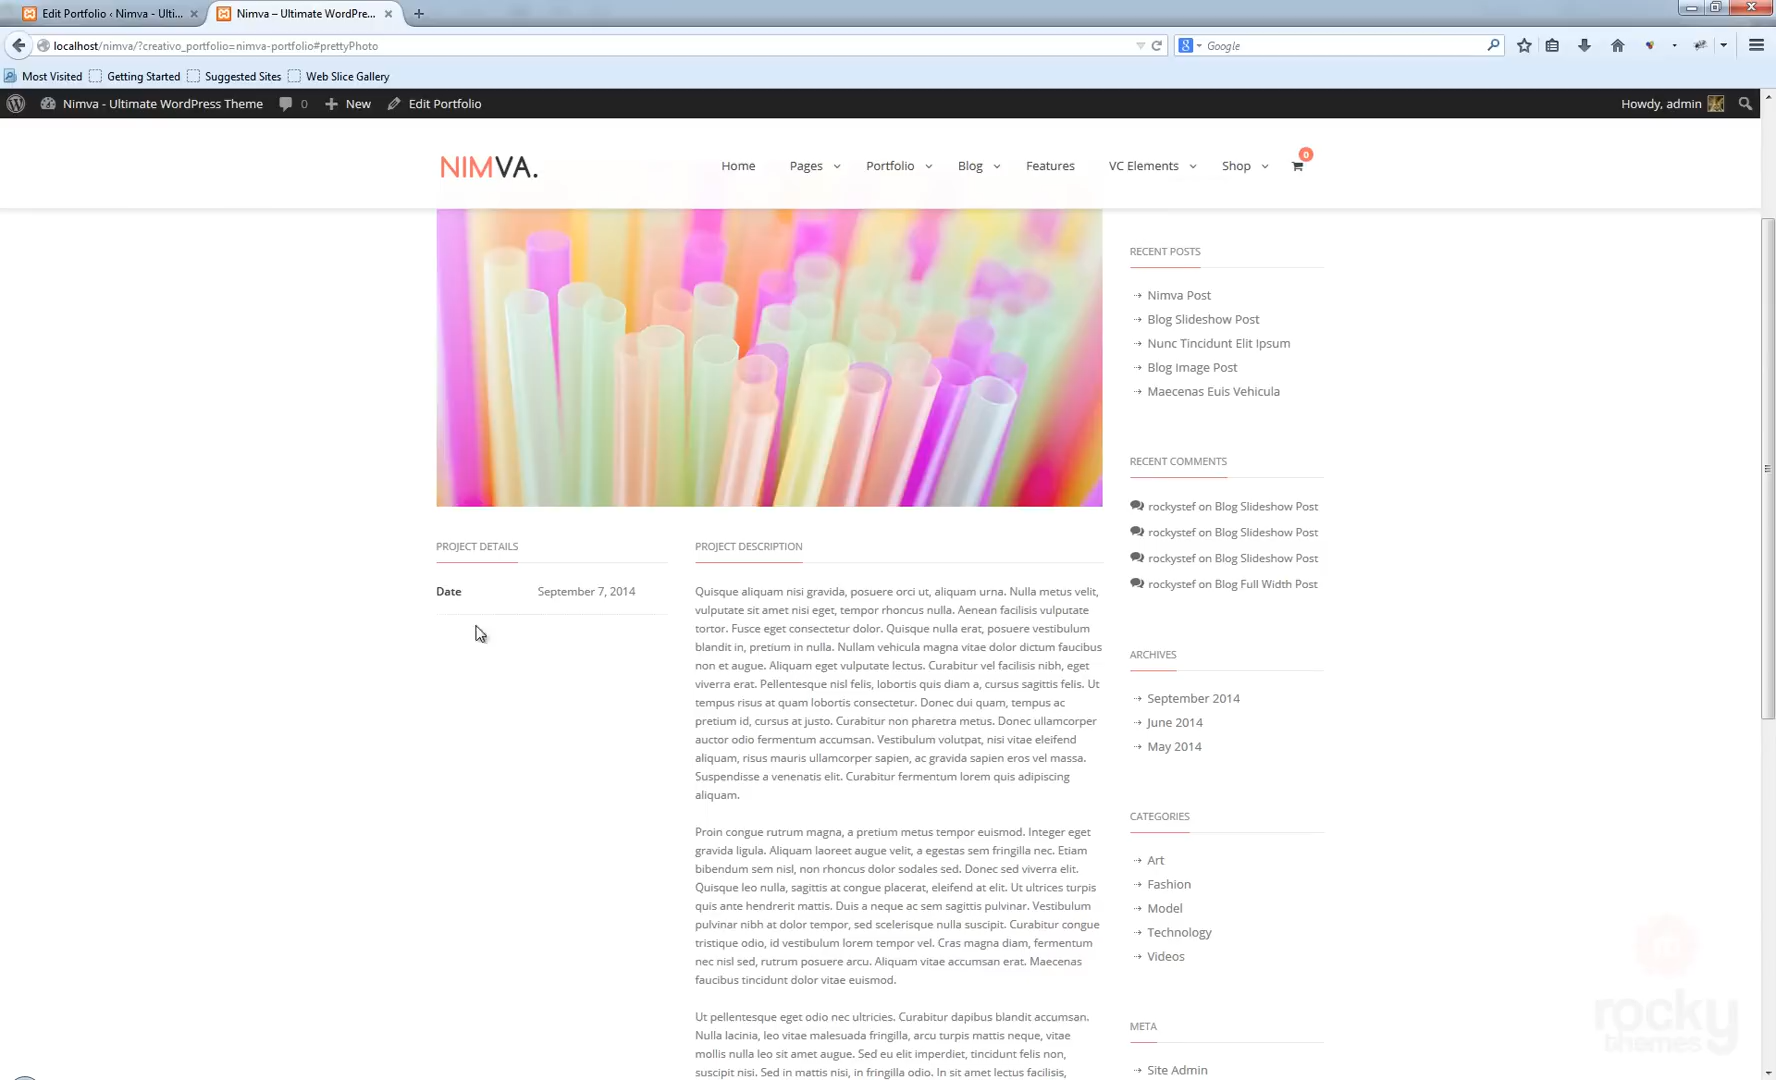 Edit Portfolio ‹ Nimva - Ulti...
Nimva – Ultimate WordPre...
localhost/nimva/?creativo_portfolio=nimva-portfolio#prettyPhoto
Google
Most Visited Getting Started Suggested Sites Web Slice Gallery
Nimva - Ultimate WordPress Theme 0 New Edit Portfolio Howdy, admin
NIMVA. Home Pages Portfolio Blog Features VC Elements Shop 0
RECENT POSTS
Nimva Post
Blog Slideshow Post
Nunc Tincidunt Elit Ipsum
Blog Image Post
Maecenas Euis Vehicula
RECENT COMMENTS
rockystef on Blog Slideshow Post
rockystef on Blog Slideshow Post
rockystef on Blog Slideshow Post
rockystef on Blog Full Width Post
PROJECT DETAILS
Date September 7, 2014
PROJECT DESCRIPTION
Quisque aliquam nisi gravida, posuere orci ut, aliquam urna. Nulla metus velit,
vulputate sit amet nisi eget, tempor rhoncus nulla. Aenean facilisis vulputate
tortor. Fusce eget consectetur dolor. Quisque nulla erat, posuere vestibulum
blandit in, pretium in nulla. Nullam vehicula magna vitae dolor dictum faucibus
non et augue. Aliquam eget vulputate lectus. Curabitur vel facilisis nibh, eget
viverra erat. Pellentesque nisl felis, lobortis quis diam a, cursus sagittis felis. Ut
tempus risus at quam lobortis consectetur. Donec dui quam, tempus ac
pretium id, cursus at justo. Curabitur non pharetra metus. Donec ullamcorper
auctor odio fermentum accumsan. Vestibulum volutpat, nisi vitae eleifend
aliquam, risus mauris ullamcorper sapien, ac gravida sapien eros vel massa.
Suspendisse a venenatis elit. Curabitur fermentum lorem quis adipiscing
aliquam.
Proin congue rutrum magna, a pretium metus tempor euismod. Integer eget
gravida ligula. Aliquam laoreet augue velit, a egestas sem fringilla nec. Etiam
bibendum sem nisl, non rhoncus dolor sodales sed. Donec sed viverra elit.
Quisque leo nulla, sagittis at congue placerat, eleifend at elit. Ut ultrices turpis
quis ante hendrerit mattis. Duis a neque ac sem sagittis pulvinar. Vestibulum
pulvinar nibh at dolor tempor, sed scelerisque nulla suscipit. Curabitur congue
tristique odio, id vestibulum lorem tempor vel. Cras magna diam, fermentum
nec nisl sed, rutrum posuere arcu. Aliquam vitae accumsan erat. Maecenas
faucibus tincidunt dolor vitae euismod.
Ut pellentesque eget odio nec ultricies. Curabitur dapibus blandit accumsan.
Nulla lacinia, leo vitae malesuada fringilla, arcu turpis mattis neque, vitae
mollis nulla leo sit amet augue. Sed eu elit imperdiet, tincidunt felis non,
suscipit nisi. Sed in mattis nisi, in fringilla odio. In sit amet lectus facilisis,
ARCHIVES
September 2014
June 2014
May 2014
CATEGORIES
Art
Fashion
Model
Technology
Videos
META
Site Admin
rocky
themes